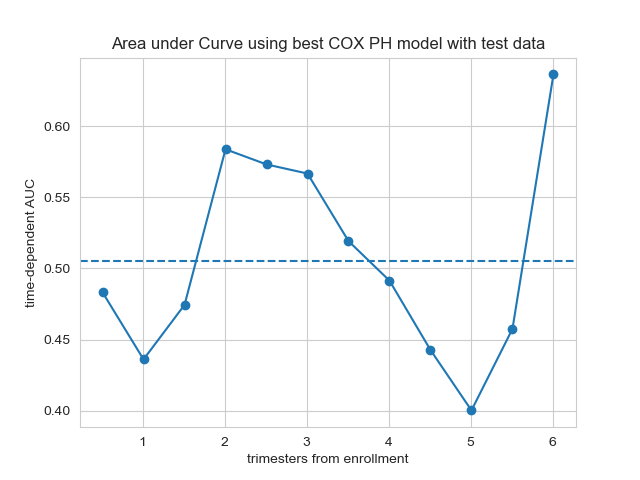 Area under Curve using best COX PH model with test data
time-dependent AUC
0.60
0.55
0.50
0.45
0.40
1 2 3 4 5 6
trimesters from enrollment